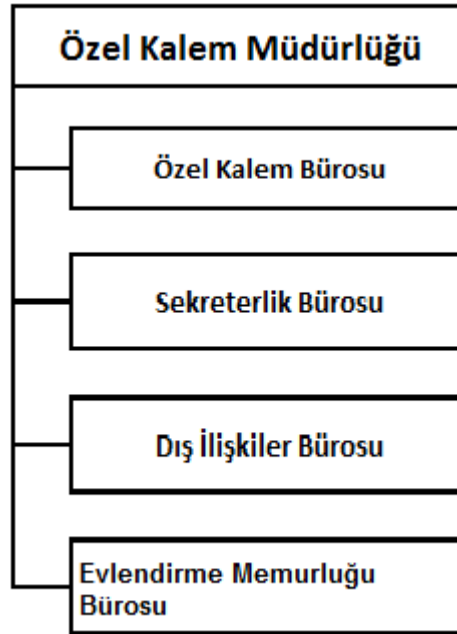 Özel Kalem Müdürlüğü
Özel Kalem Bürosu
Sekreterlik Bürosu
Dış İlişkiler Bürosu
Evlendirme Memurluğu
Bürosu